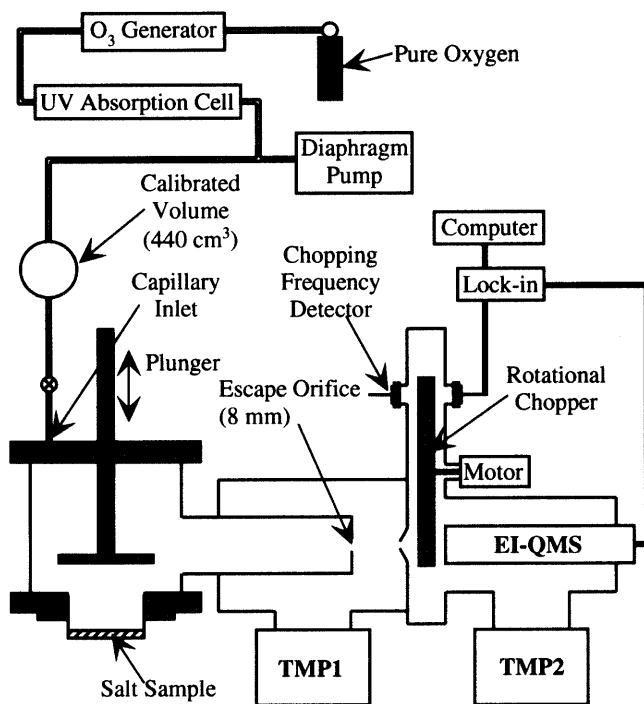 O₃ Generator
Pure Oxygen
UV Absorption Cell
Diaphragm
Pump
Calibrated
Volume
(440 cm³)
Computer
Chopping
Frequency
Detector
Lock-in
Capillary
Inlet
Plunger
Escape Orifice
(8 mm)
Rotational
Chopper
Motor
EI-QMS
TMP1
TMP2
Salt Sample